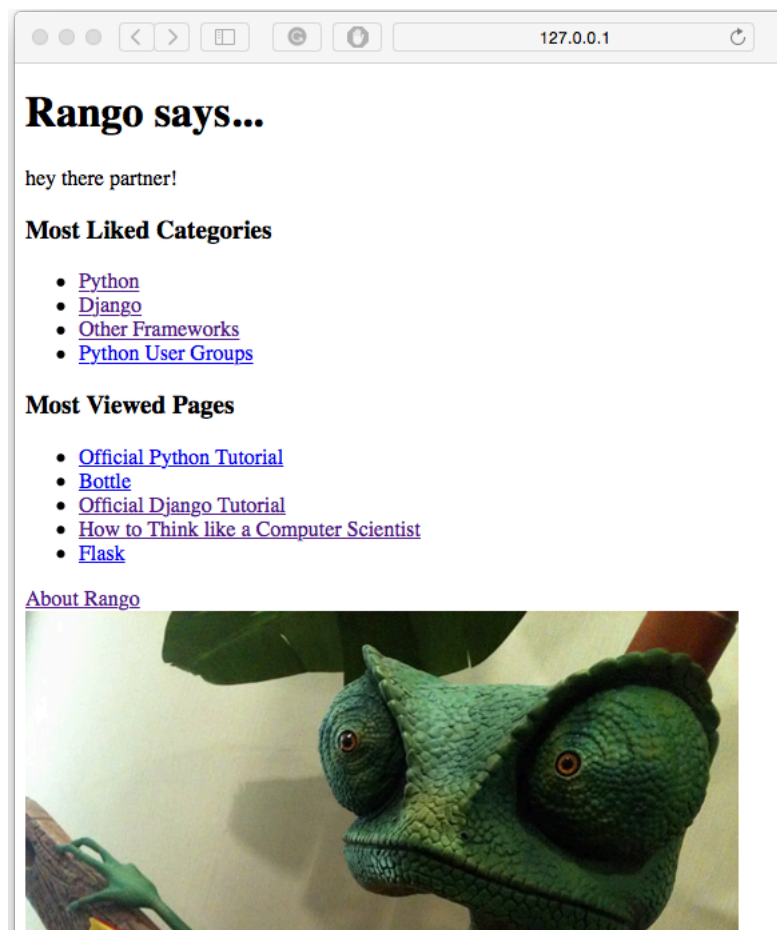 127.0.0.1
Rango says...
hey there partner!
Most Liked Categories
Python
Django
Other Frameworks
Python User Groups
Most Viewed Pages
Official Python Tutorial
Bottle
Official Django Tutorial
How to Think like a Computer Scientist
Flask
About Rango